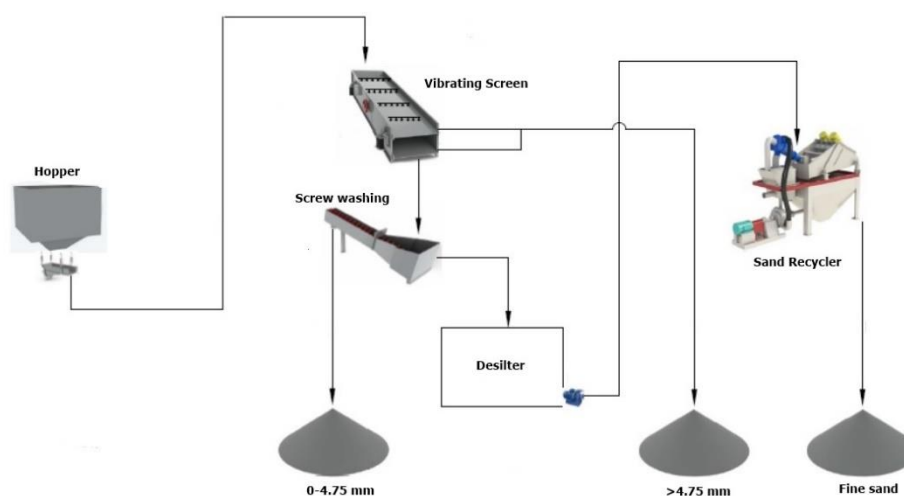 Vibrating Screen
Hopper
Screw washing
Sand Recycler
Desilter
0-4.75 mm
>4.75 mm
Fine sand